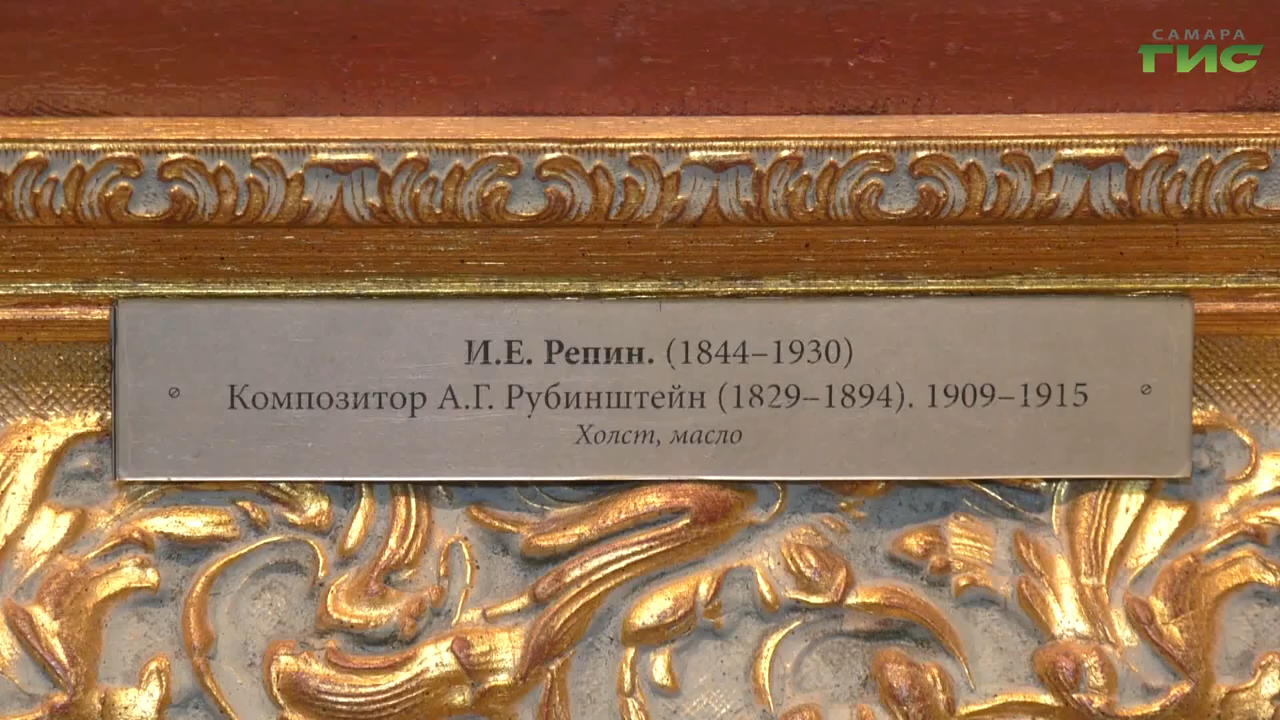 САМАРА
ГИС
И.Е. Репин. (1844–1930)
Композитор А.Г. Рубинштейн (1829–1894). 1909–1915
Холст, масло